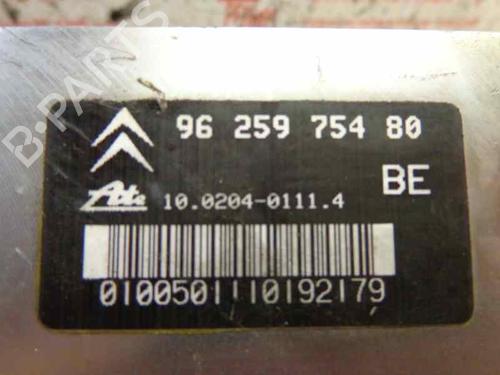 B-PARTS
96 259 754 80
BE
Ate 10.0204-0111.4
0100501110192179